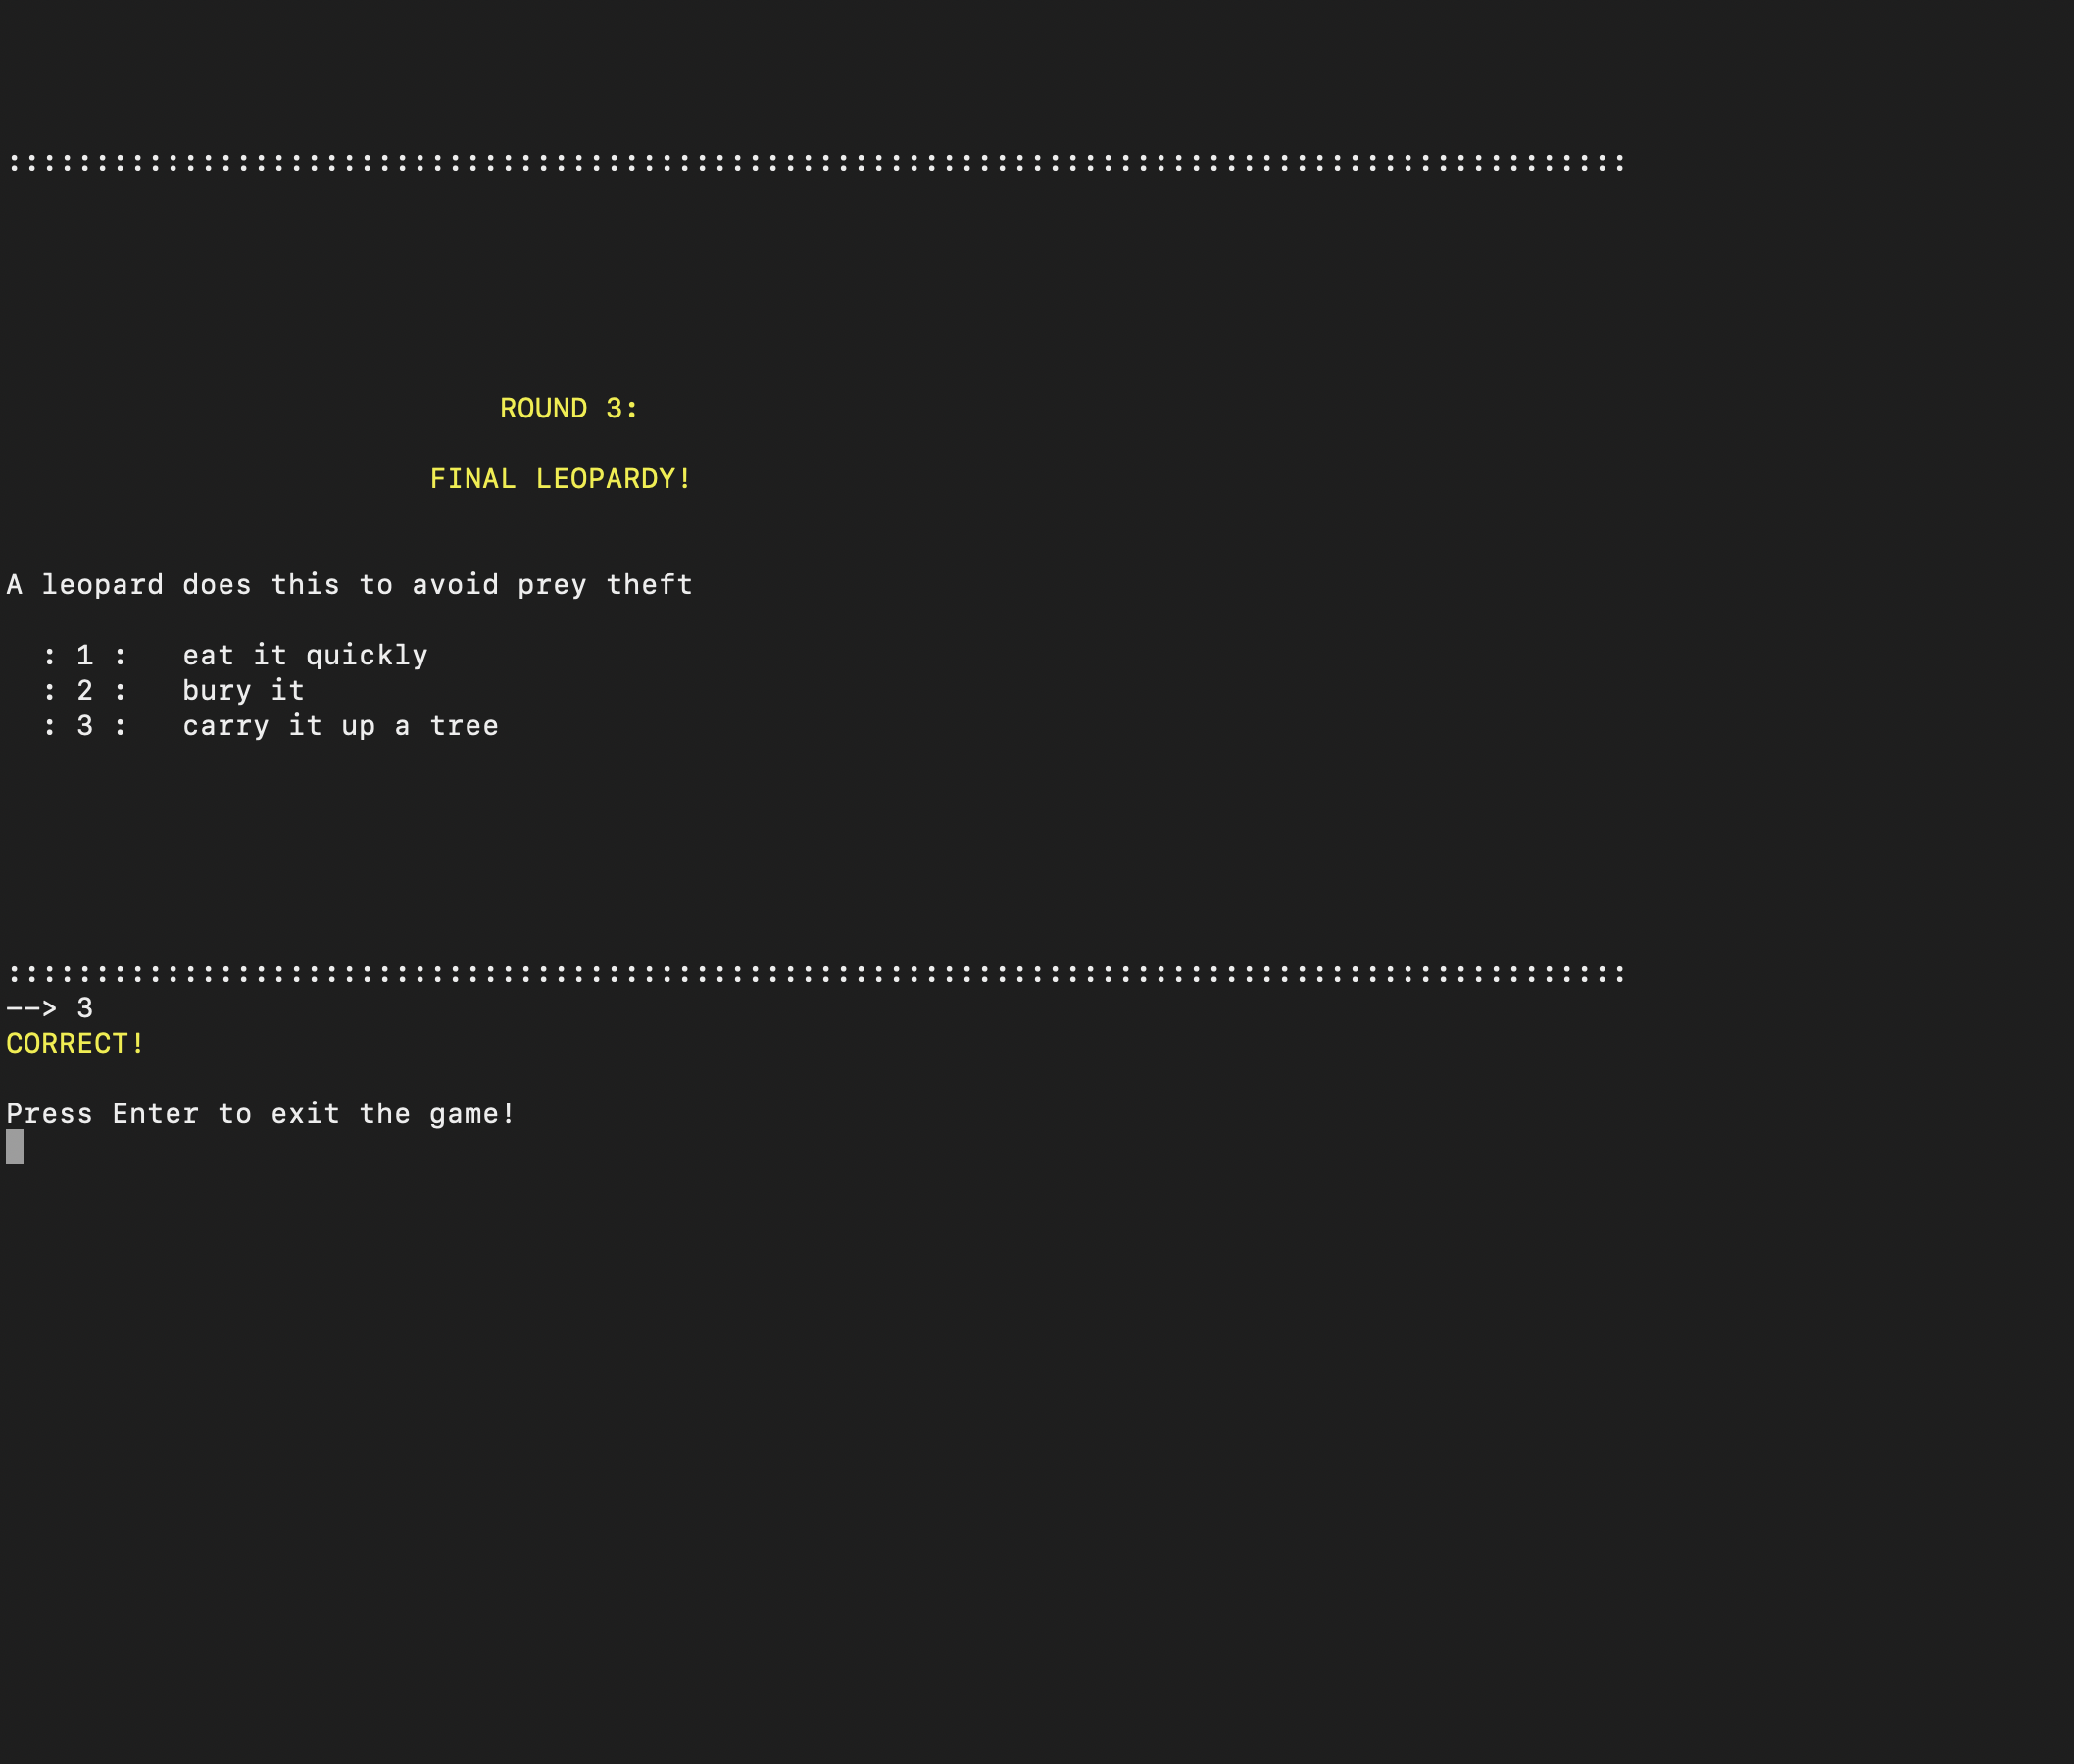 ::::::::::::::::::::::::::::::::::::::::::::::::::::::::::::::::::::::::::::::::::::::::::::
ROUND 3:
FINAL LEOPARDY!
A leopard does this to avoid prey theft
: 1 :   eat it quickly
: 2 :   bury it
: 3 :   carry it up a tree
::::::::::::::::::::::::::::::::::::::::::::::::::::::::::::::::::::::::::::::::::::::::::::
--> 3
CORRECT!
Press Enter to exit the game!